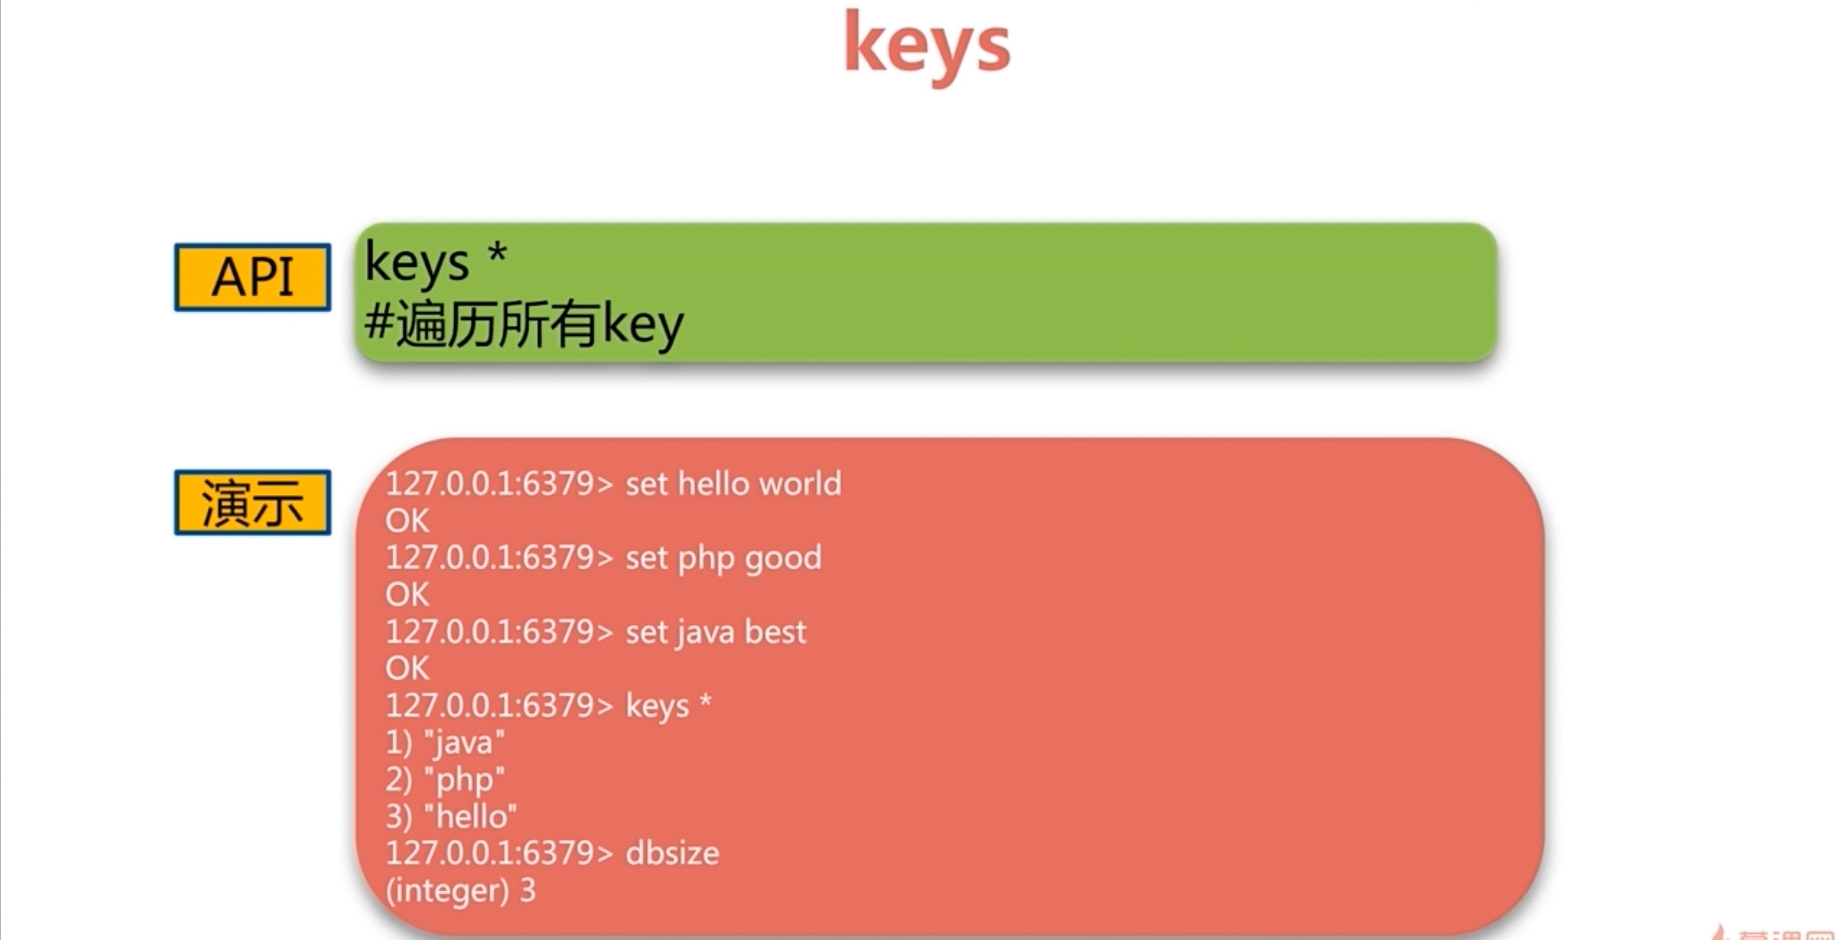 keys
API
keys *
#遍历所有key
演示
127.0.0.1:6379> set hello world
OK
127.0.0.1:6379> set php good
OK
127.0.0.1:6379> set java best
OK
127.0.0.1:6379> keys *
1) "java"
2) "php"
3) "hello"
127.0.0.1:6379> dbsize
(integer) 3